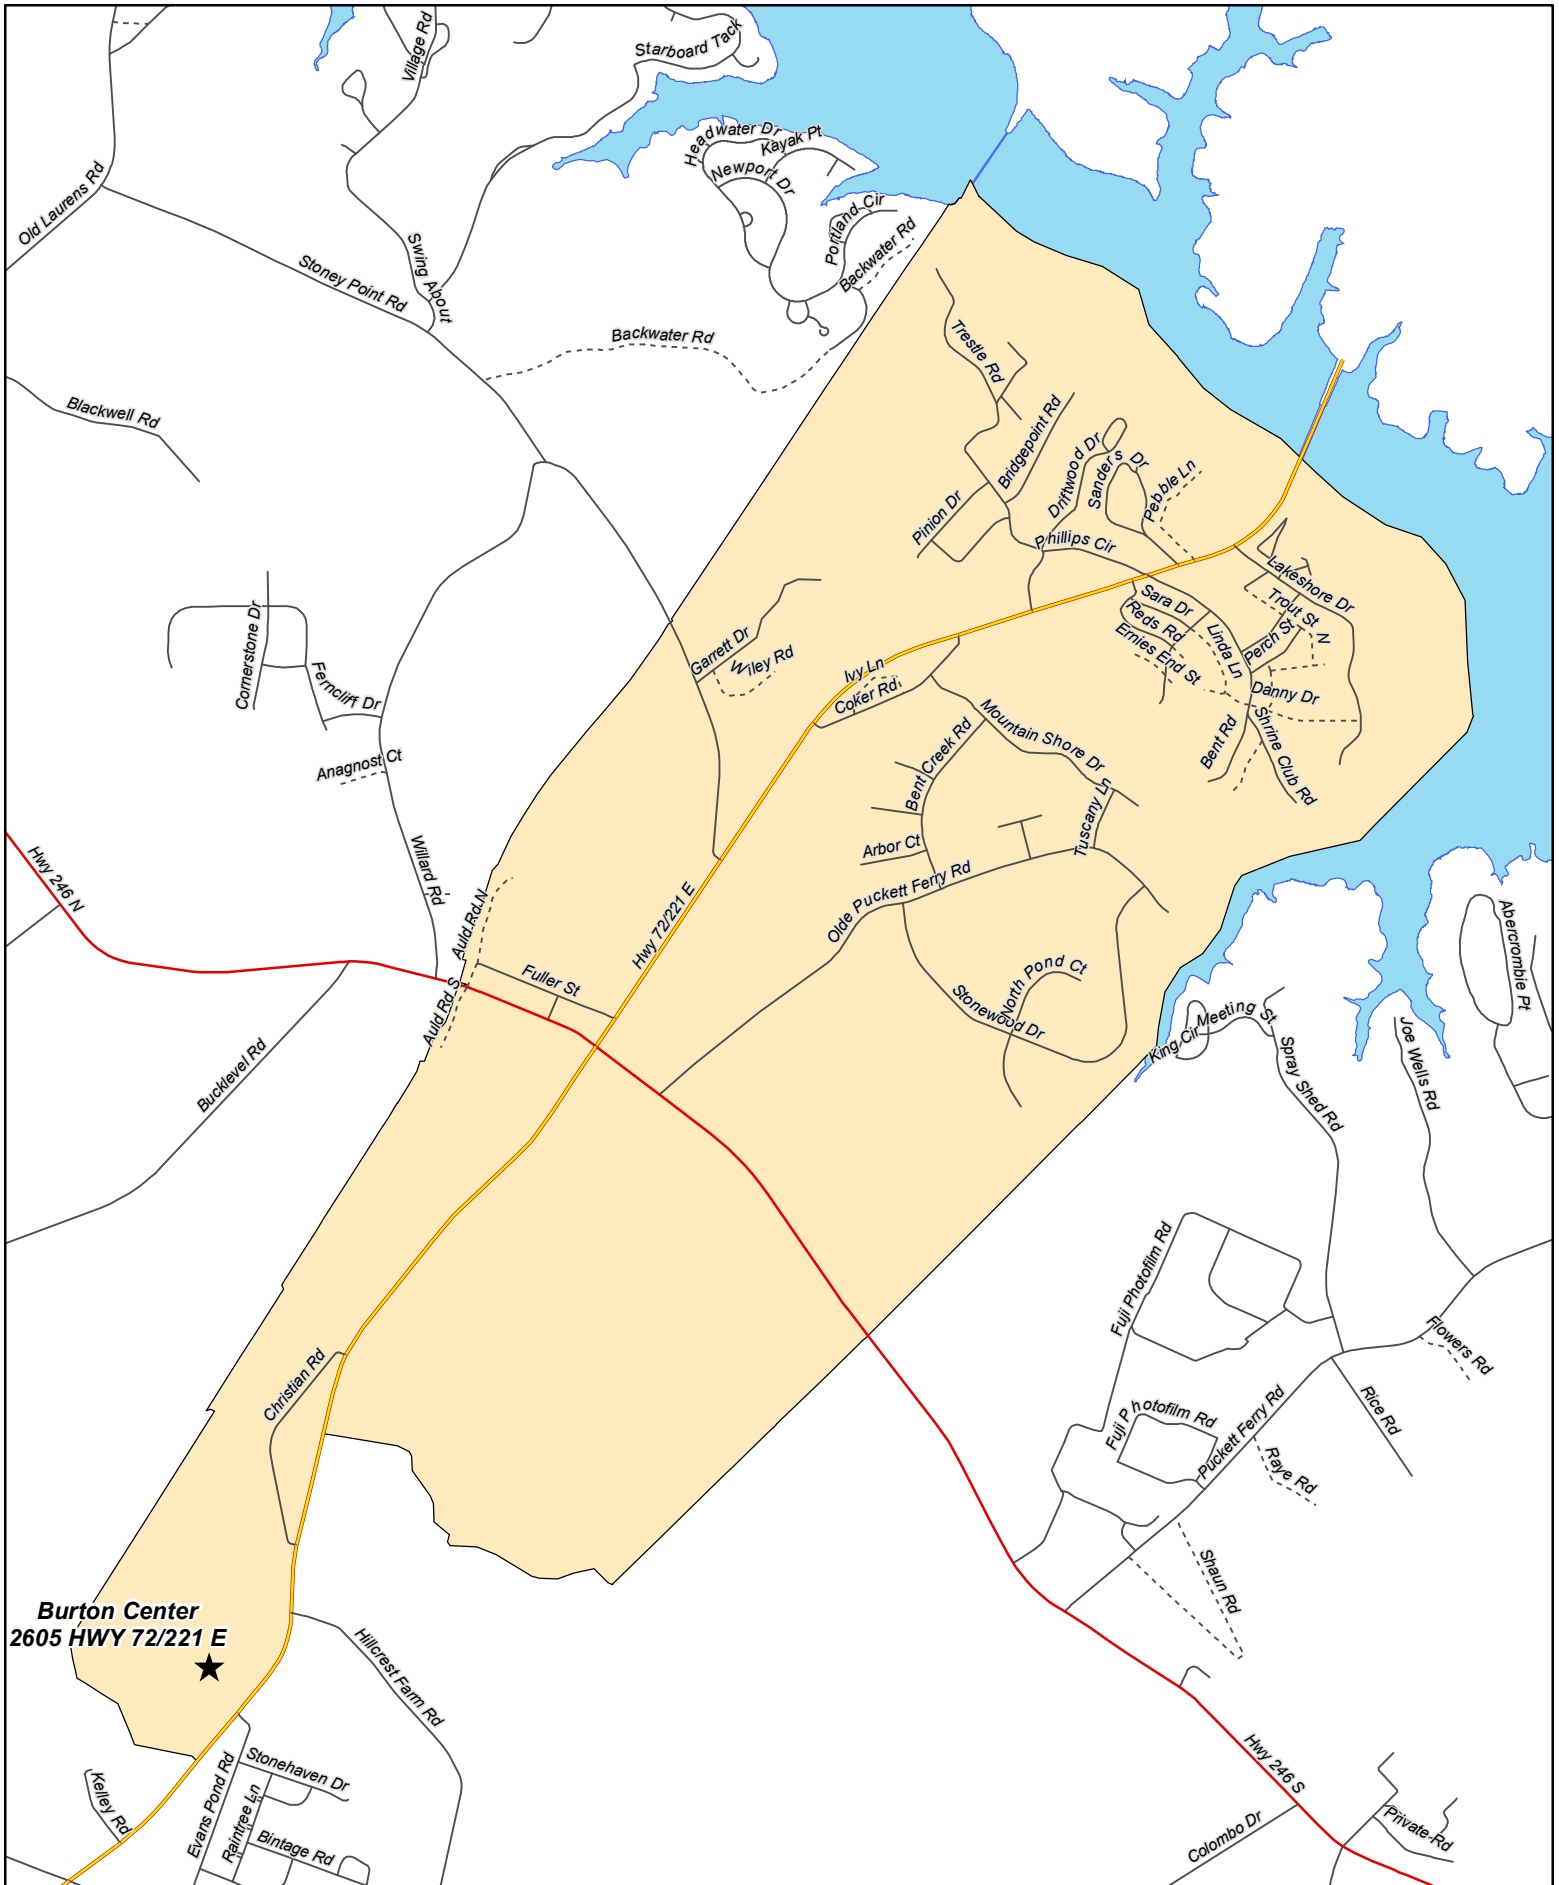 Village Rd
Starboard Tack
Headwater Dr
Kayak Pt
Newport Dr
Old Laurens Rd
Portland Cir
Backwater Rd
Swing About
Stoney Point Rd
Backwater Rd
Trestle Rd
Blackwell Rd
Bridgepoint Rd
Driftwood Dr
Sanders Dr
Pebble Ln
Pinion Dr
Phillips Cir
Lakeshore Dr
Sara Dr
Trout St
N
Reds Rd
Cornerstone Dr
Garrett Dr
Wiley Rd
Ernies End St
Linda Ln
Perch St
Ferncliff Dr
Ivy Ln
Coker Rd
Danny Dr
Mountain Shore Dr
Bent Rd
Shrine Club Rd
Anagnost Ct
Bent Creek Rd
Tuscany Ln
Arbor Ct
Hwy 246 N
Willard Rd
Olde Puckett Ferry Rd
Auld Rd N
Hwy 72/221 E
Abercrombie Pt
Fuller St
North Pond Ct
Auld Rd S
Stonewood Dr
Meeting St
King Cir
Joe Wells Rd
Spray Shed Rd
Bucklevel Rd
Fuji Photofilm Rd
Flowers Rd
Christian Rd
Fuji Photofilm Rd
Puckett Ferry Rd
Rice Rd
Raye Rd
Shaun Rd
Burton Center
2605 HWY 72/221 E
Hillcrest Farm Rd
Hwy 246 S
Stonehaven Dr
Evans Pond Rd
Kelley Rd
Raintree Ln
Bintage Rd
Colombo Dr
Private Rd